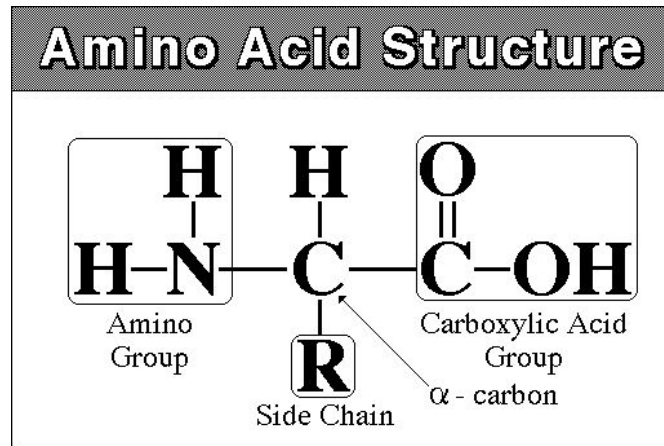 Amino Acid Structure
H H O
H N C C OH
Amino
Group
Carboxylic Acid
Group
R
α - carbon
Side Chain